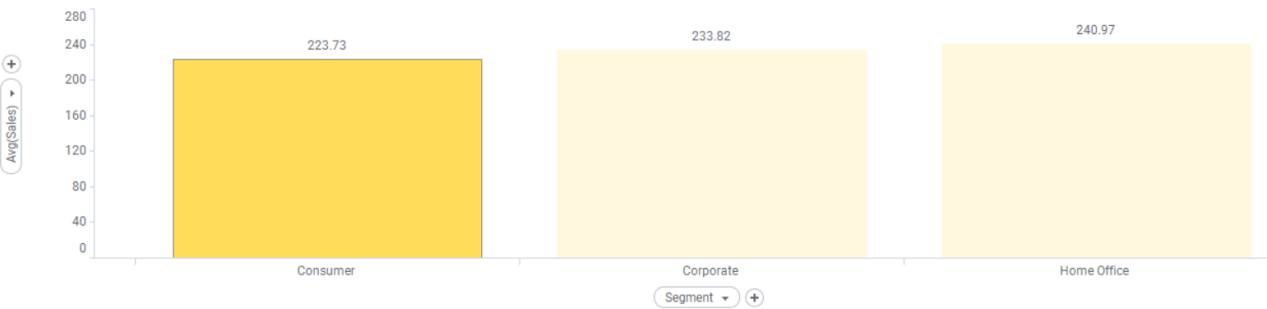 280
240
200
160
120
80
40
0
Avg(Sales)
223.73
233.82
240.97
Consumer
Corporate
Home Office
Segment